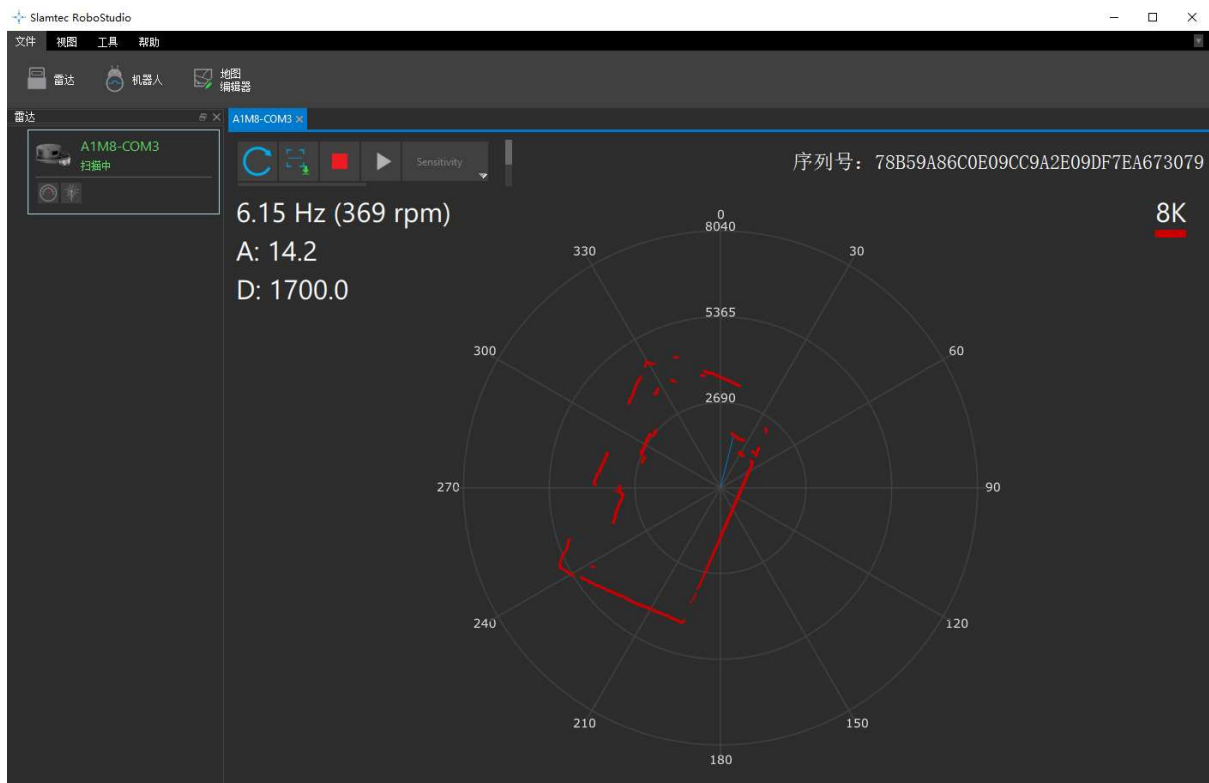 Slamtec RoboStudio
文件 视图 工具 帮助
雷达 机器人 地图
编辑器
雷达
A1M8-COM3
A1M8-COM3
扫描中
Sensitivity
序列号: 78B59A86C0E09CC9A2E09DF7EA673079
6.15 Hz (369 rpm)
8K
A: 14.2
D: 1700.0
0
8040
330
30
5365
300
60
2690
270
90
240
120
210
150
180